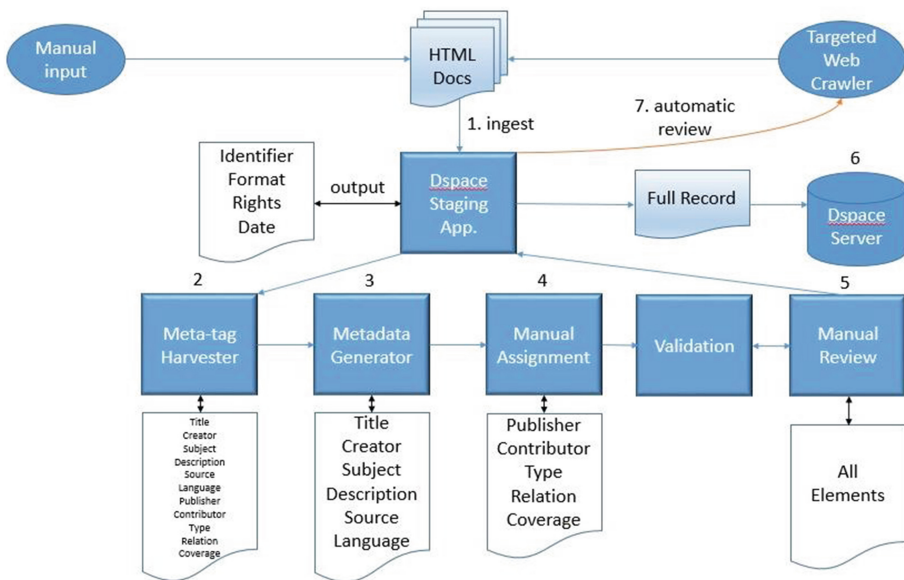 Manual
input
HTML
Docs
Targeted
Web
Crawler
1. ingest
7. automatic
review
Identifier
Format
Rights
Date
output
Dspace
Staging
App.
Full Record
6
Dspace
Server
2
Meta-tag
Harvester
3
Metadata
Generator
4
Manual
Assignment
Validation
5
Manual
Review
Title
Creator
Subject
Description
Source
Language
Publisher
Contributor
Type
Relation
Coverage
Title
Creator
Subject
Description
Source
Language
Publisher
Contributor
Type
Relation
Coverage
All
Elements